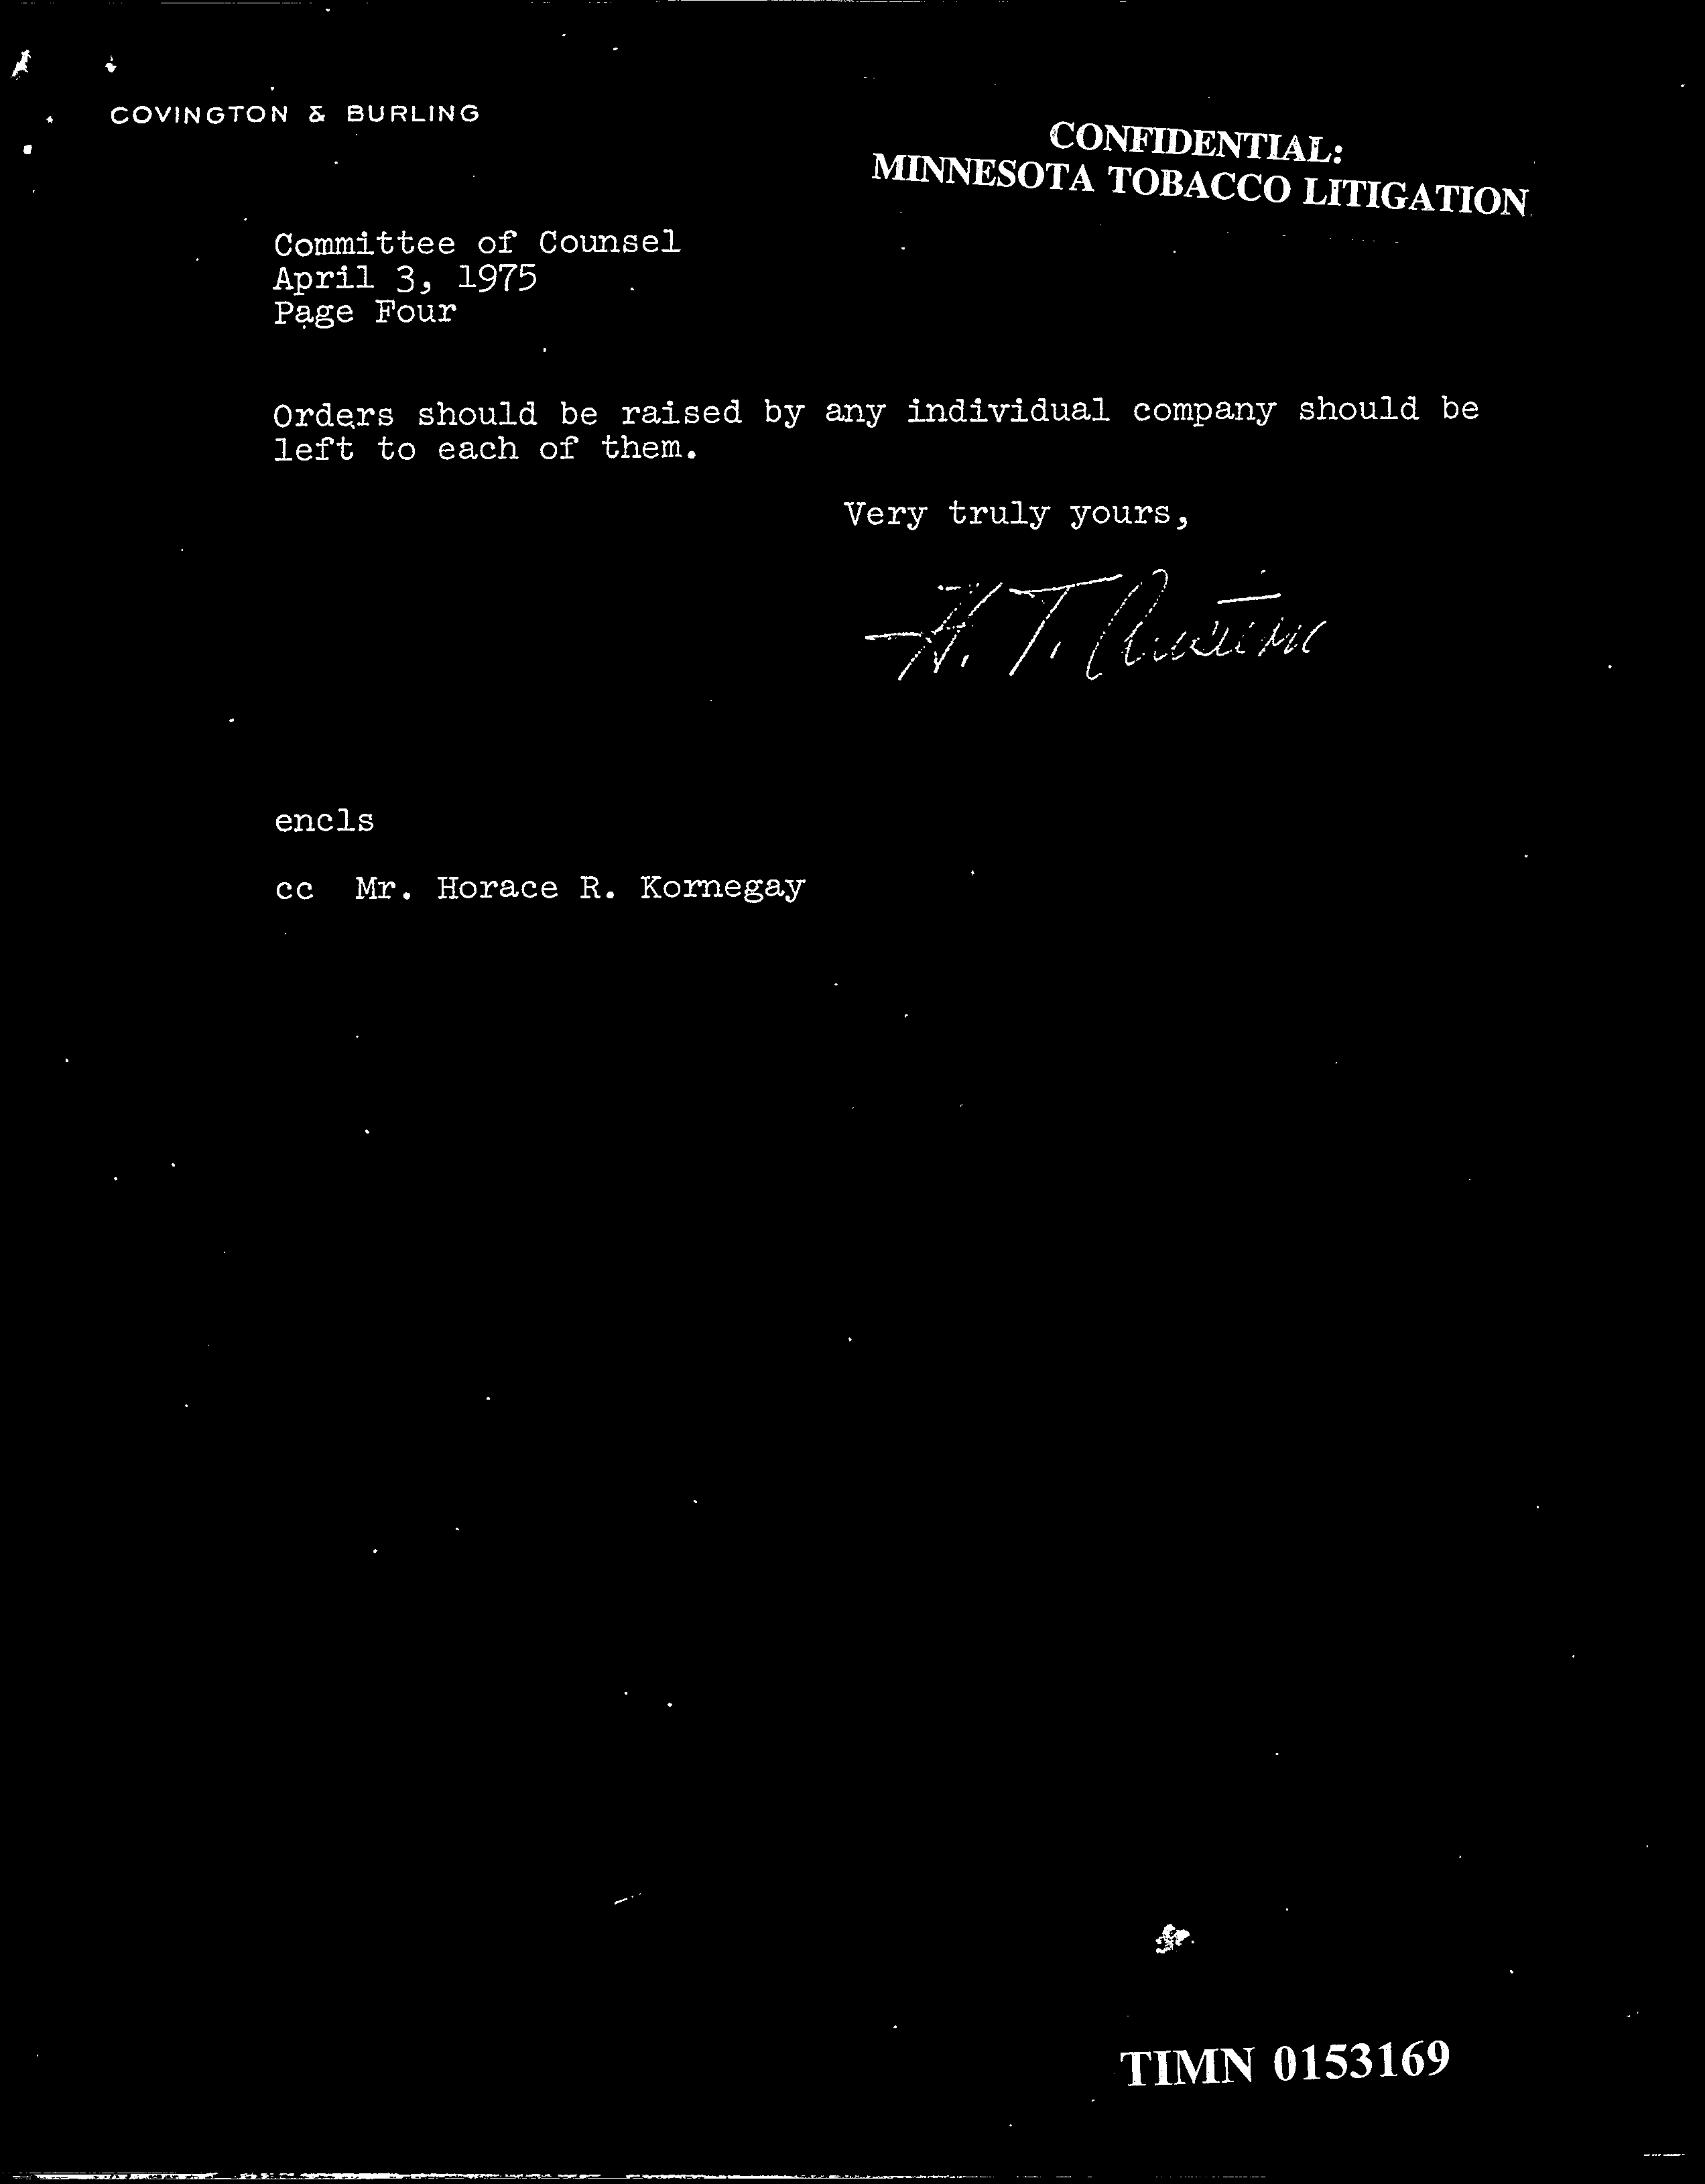 COVINGTON & BURLING
CONFIDENTIAL:
MINNESOTA TOBACCO LITIGATION
Committee of Counsel
April 3, 1975
Page Four
Orders should be raised by any individual company should be
left to each of them.
Very truly yours,
H. T.
encls
cc Mr. Horace R. Kornegay
TIMN 0153169